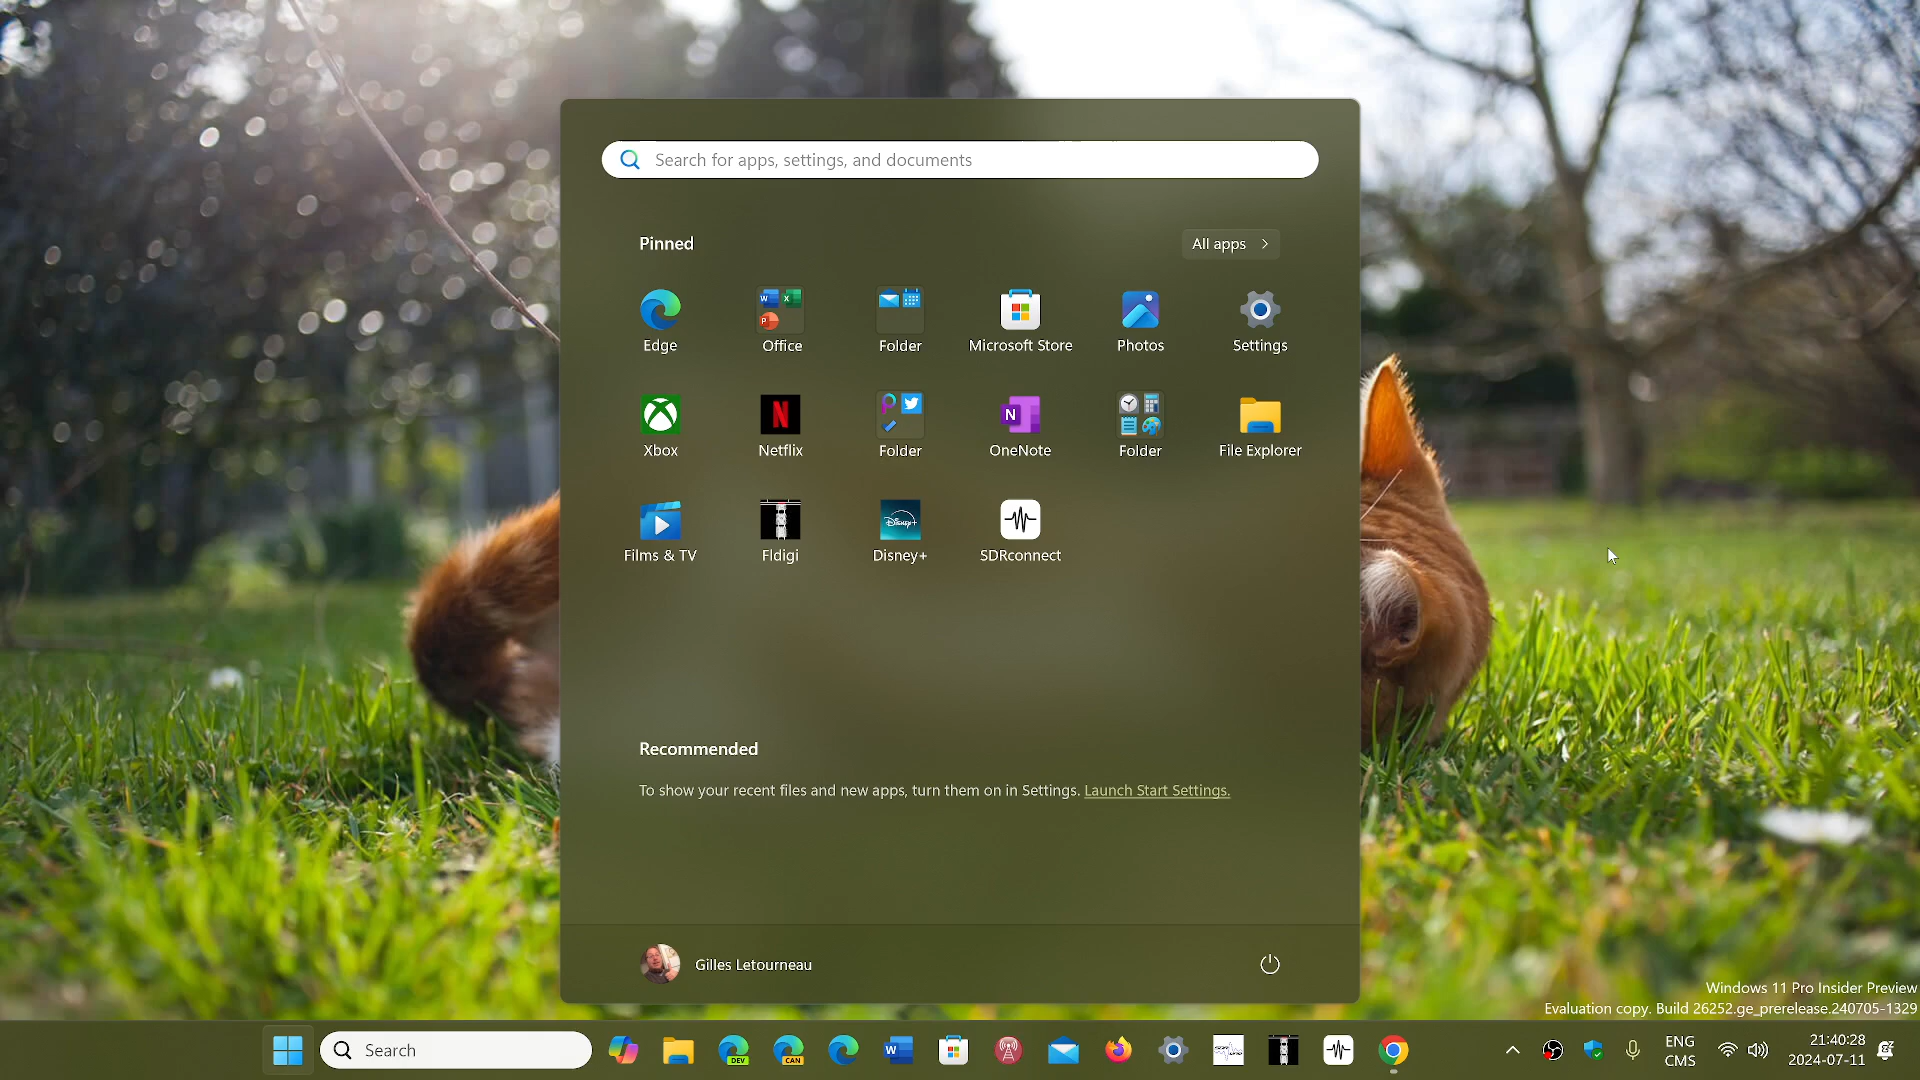 Search for apps, settings, and documents
Pinned
All apps
Edge
Office
Folder
Microsoft Store
Photos
Settings
Xbox
Netflix
Folder
OneNote
Folder
File Explorer
Films & TV
Fldigi
Disney+
SDRconnect
Recommended
To show your recent files and new apps, turn them on in Settings. Launch Start Settings.
Gilles Letourneau
Windows 11 Pro Insider Preview
Evaluation copy. Build 26252.ge_prerelease.240705-1329
Search
DEV
CAN
ENG
CMS
21:40:28
2024-07-11